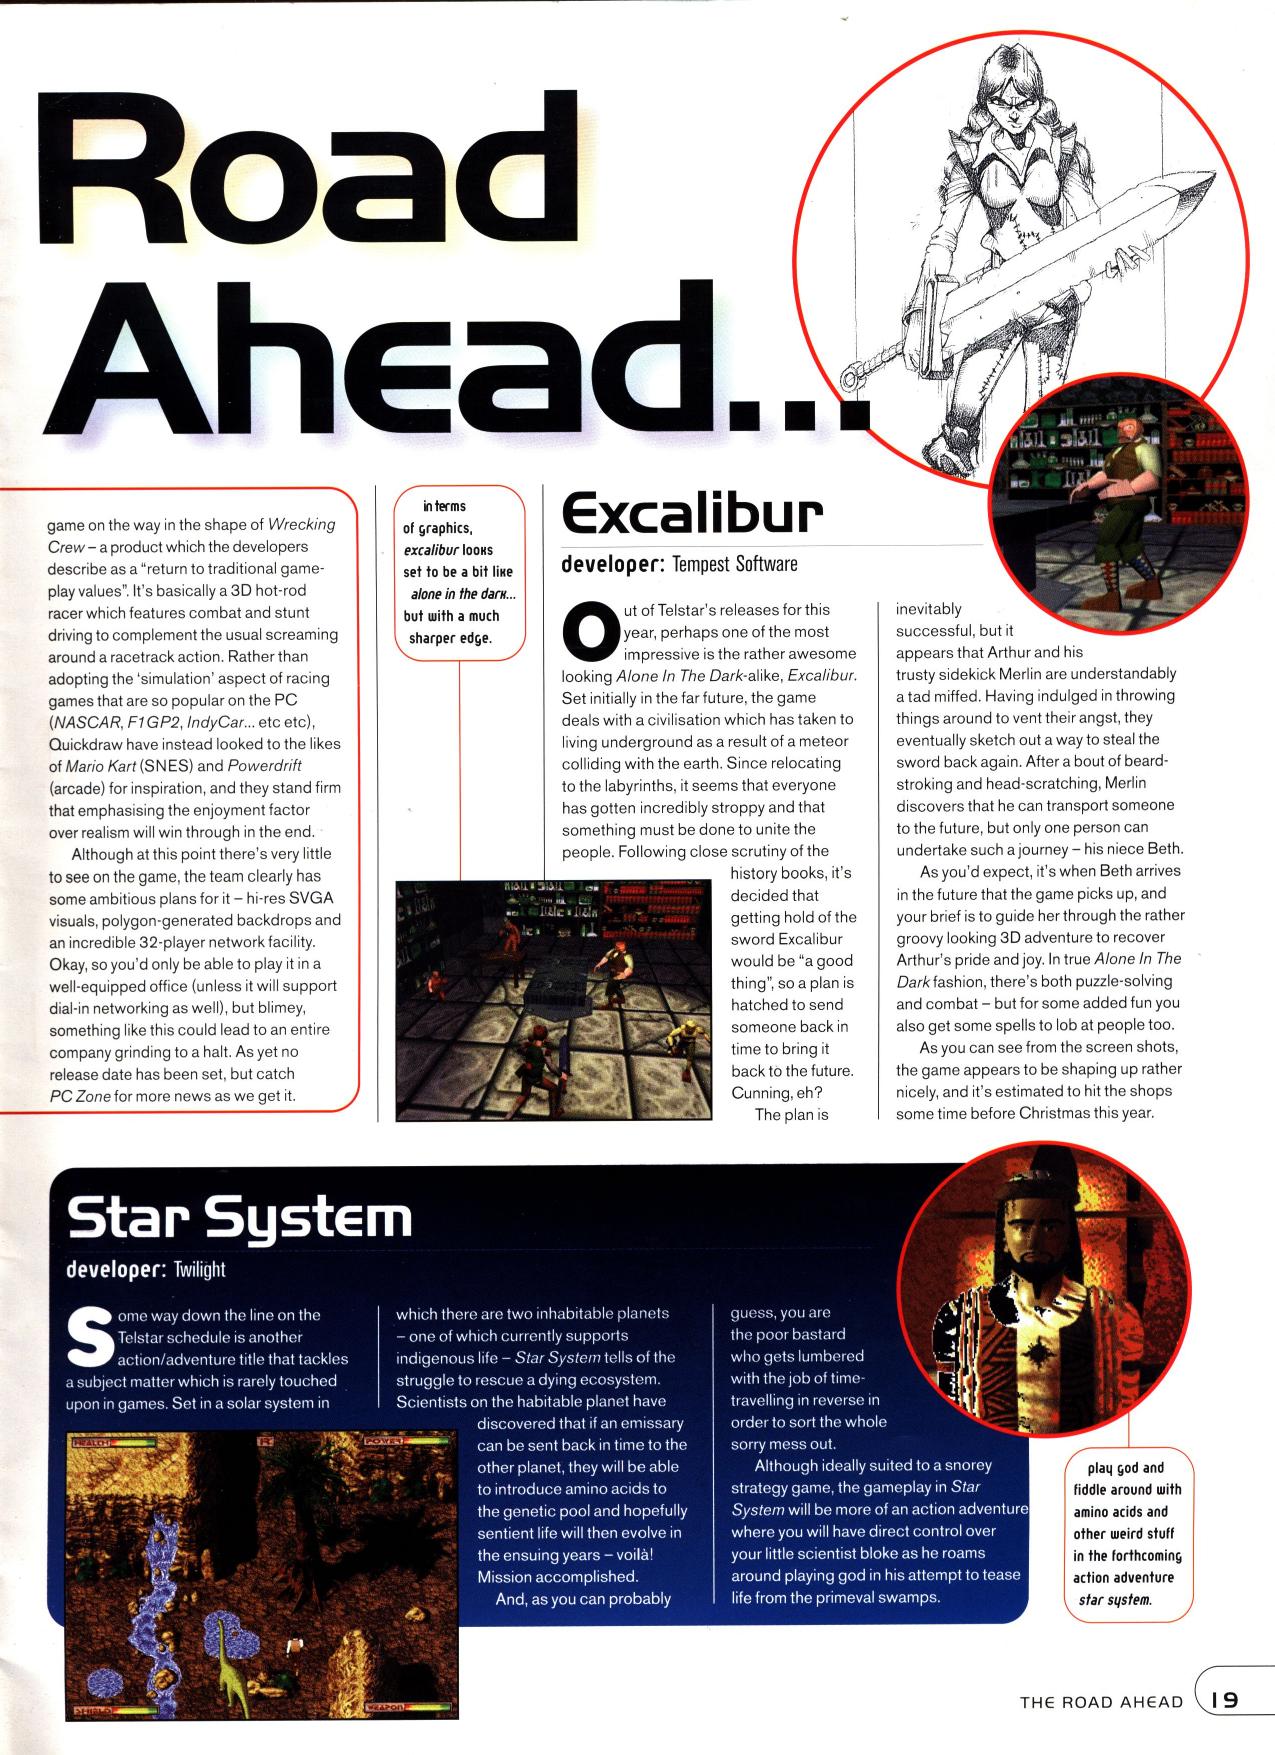 Road
Ahead...
game on the way in the shape of Wrecking
Crew – a product which the developers
describe as a “return to traditional game-
play values”. It’s basically a 3D hot-rod
racer which features combat and stunt
driving to complement the usual screaming
around a racetrack action. Rather than
adopting the ‘simulation’ aspect of racing
games that are so popular on the PC
(NASCAR, F1GP2, IndyCar... etc etc),
Quickdraw have instead looked to the likes
of Mario Kart (SNES) and Powerdrift
(arcade) for inspiration, and they stand firm
that emphasising the enjoyment factor
over realism will win through in the end.
Although at this point there’s very little
to see on the game, the team clearly has
some ambitious plans for it – hi-res SVGA
visuals, polygon-generated backdrops and
an incredible 32-player network facility.
Okay, so you’d only be able to play it in a
well-equipped office (unless it will support
dial-in networking as well), but blimey,
something like this could lead to an entire
company grinding to a halt. As yet no
release date has been set, but catch
PC Zone for more news as we get it.
in terms
of graphics,
excalibur looks
set to be a bit like
alone in the dark...
but with a much
sharper edge.
Excalibur
developer: Tempest Software
Out of Telstar’s releases for this
year, perhaps one of the most
impressive is the rather awesome
looking Alone In The Dark-alike, Excalibur.
Set initially in the far future, the game
deals with a civilisation which has taken to
living underground as a result of a meteor
colliding with the earth. Since relocating
to the labyrinths, it seems that everyone
has gotten incredibly stroppy and that
something must be done to unite the
people. Following close scrutiny of the
history books, it’s
decided that
getting hold of the
sword Excalibur
would be “a good
thing”, so a plan is
hatched to send
someone back in
time to bring it
back to the future.
Cunning, eh?
The plan is
inevitably
successful, but it
appears that Arthur and his
trusty sidekick Merlin are understandably
a tad miffed. Having indulged in throwing
things around to vent their angst, they
eventually sketch out a way to steal the
sword back again. After a bout of beard-
stroking and head-scratching, Merlin
discovers that he can transport someone
to the future, but only one person can
undertake such a journey – his niece Beth.
As you’d expect, it’s when Beth arrives
in the future that the game picks up, and
your brief is to guide her through the rather
groovy looking 3D adventure to recover
Arthur’s pride and joy. In true Alone In The
Dark fashion, there’s both puzzle-solving
and combat – but for some added fun you
also get some spells to lob at people too.
As you can see from the screen shots,
the game appears to be shaping up rather
nicely, and it’s estimated to hit the shops
some time before Christmas this year.
Star System
developer: Twilight
Some way down the line on the
Telstar schedule is another
action/adventure title that tackles
a subject matter which is rarely touched
upon in games. Set in a solar system in
which there are two inhabitable planets
– one of which currently supports
indigenous life – Star System tells of the
struggle to rescue a dying ecosystem.
Scientists on the habitable planet have
discovered that if an emissary
can be sent back in time to the
other planet, they will be able
to introduce amino acids to
the genetic pool and hopefully
sentient life will then evolve in
the ensuing years – voilà!
Mission accomplished.
And, as you can probably
guess, you are
the poor bastard
who gets lumbered
with the job of time-
travelling in reverse in
order to sort the whole
sorry mess out.
Although ideally suited to a snorey
strategy game, the gameplay in Star
System will be more of an action adventure
where you will have direct control over
your little scientist bloke as he roams
around playing god in his attempt to tease
life from the primeval swamps.
HEALTH
POWER
SHIELD
WEAPON
play god and
fiddle around with
amino acids and
other weird stuff
in the forthcoming
action adventure
star system.
THE ROAD AHEAD 19